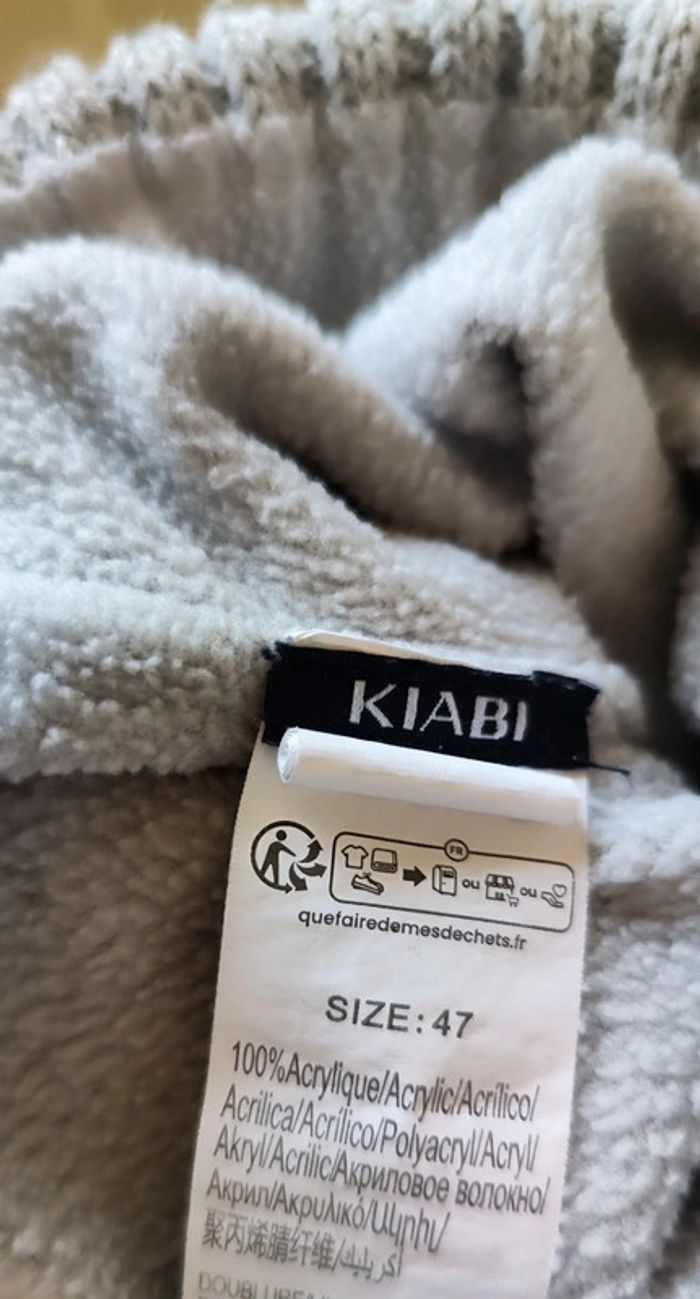 KIABI
FR
ou ou
quefairedemesdechets.fr
SIZE: 47
100%Acrylique/Acrylic/Acrílico/
Acrilica/Acrílico/Polyacryl/Acryl/
Akryl/Acrilic/Акриловое волокно/
Акрил/Ακρυλικό/Ակրիլ/
聚丙烯腈纤维/أكريليك